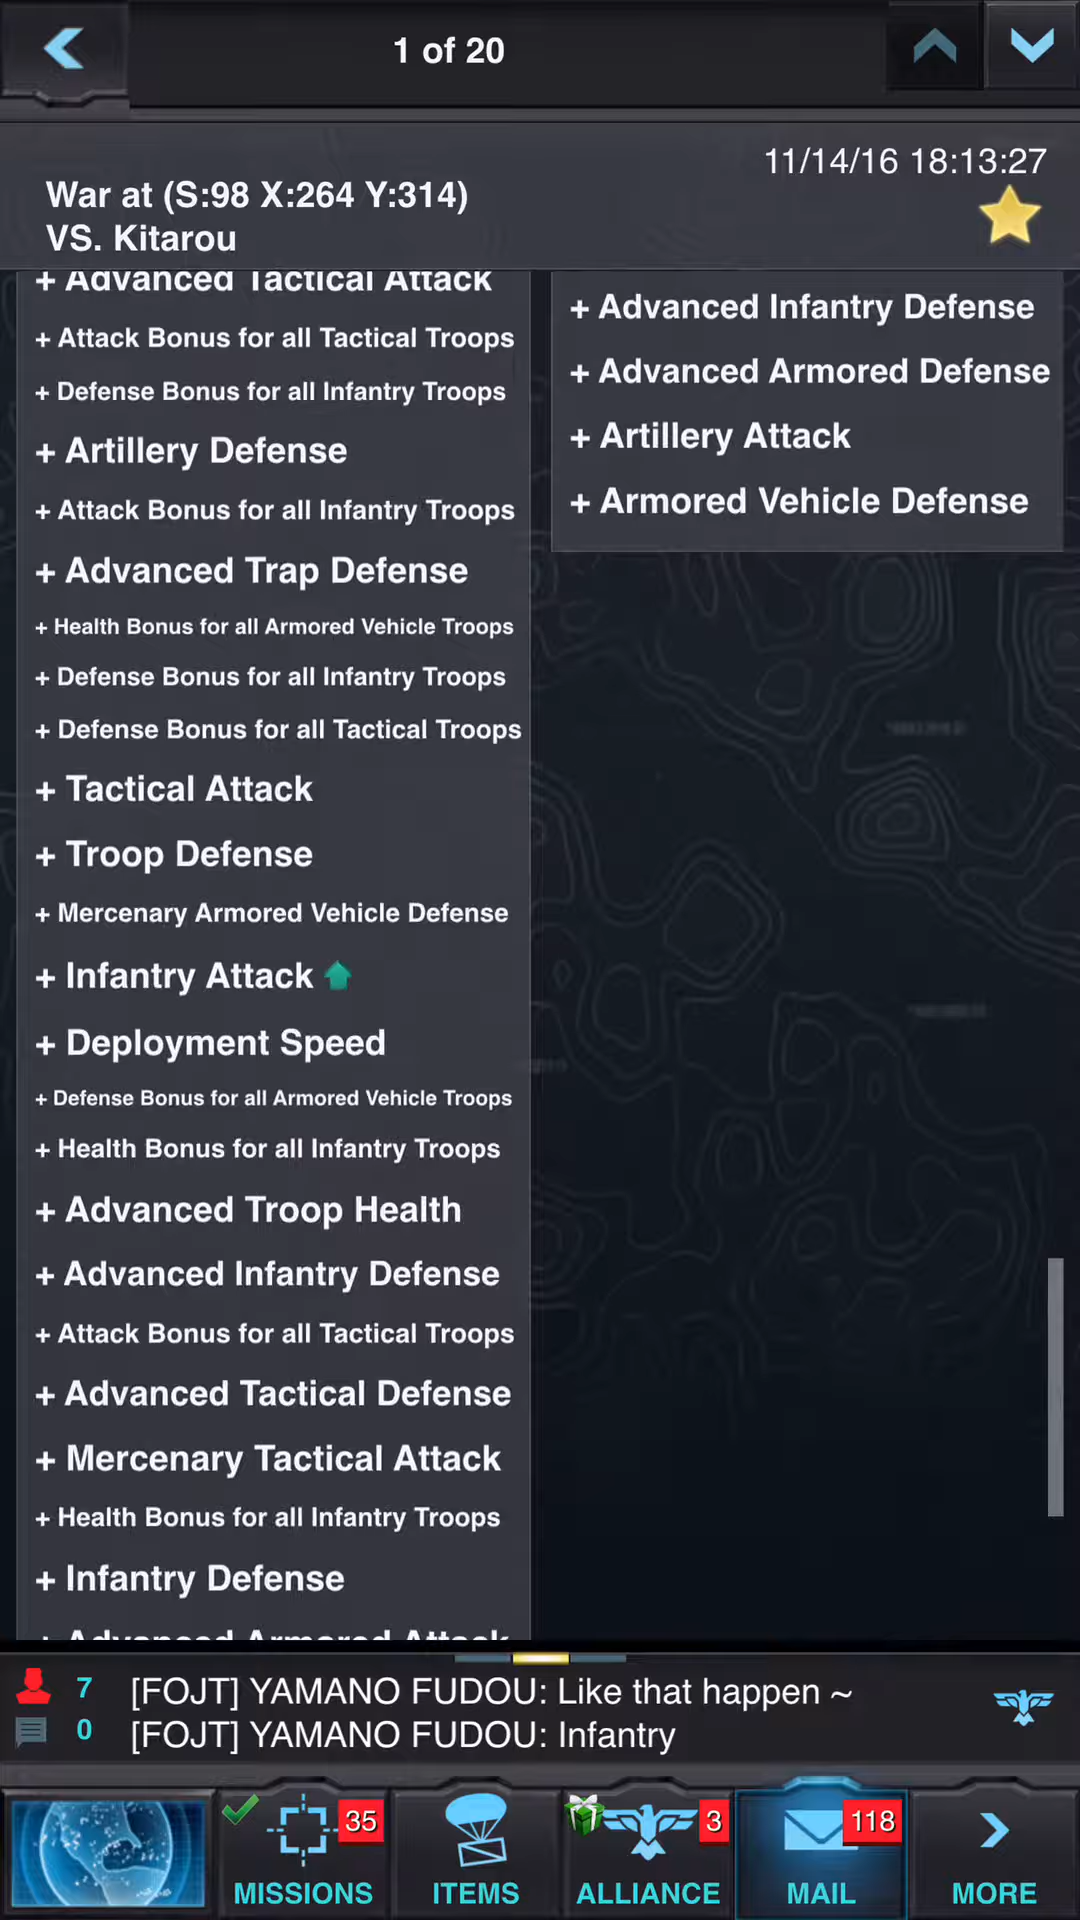 1 of 20
11/14/16 18:13:27
War at (S:98 X:264 Y:314)
VS. Kitarou
+ Advanced Tactical Attack
+ Attack Bonus for all Tactical Troops
+ Defense Bonus for all Infantry Troops
+ Artillery Defense
+ Attack Bonus for all Infantry Troops
+ Advanced Trap Defense
+ Health Bonus for all Armored Vehicle Troops
+ Defense Bonus for all Infantry Troops
+ Defense Bonus for all Tactical Troops
+ Tactical Attack
+ Troop Defense
+ Mercenary Armored Vehicle Defense
+ Infantry Attack
+ Deployment Speed
+ Defense Bonus for all Armored Vehicle Troops
+ Health Bonus for all Infantry Troops
+ Advanced Troop Health
+ Advanced Infantry Defense
+ Attack Bonus for all Tactical Troops
+ Advanced Tactical Defense
+ Mercenary Tactical Attack
+ Health Bonus for all Infantry Troops
+ Infantry Defense
+ Advanced Armored Attack
+ Advanced Infantry Defense
+ Advanced Armored Defense
+ Artillery Attack
+ Armored Vehicle Defense
7 [FOJT] YAMANO FUDOU: Like that happen ~
0 [FOJT] YAMANO FUDOU: Infantry
35
3
118
MISSIONS
ITEMS
ALLIANCE
MAIL
MORE